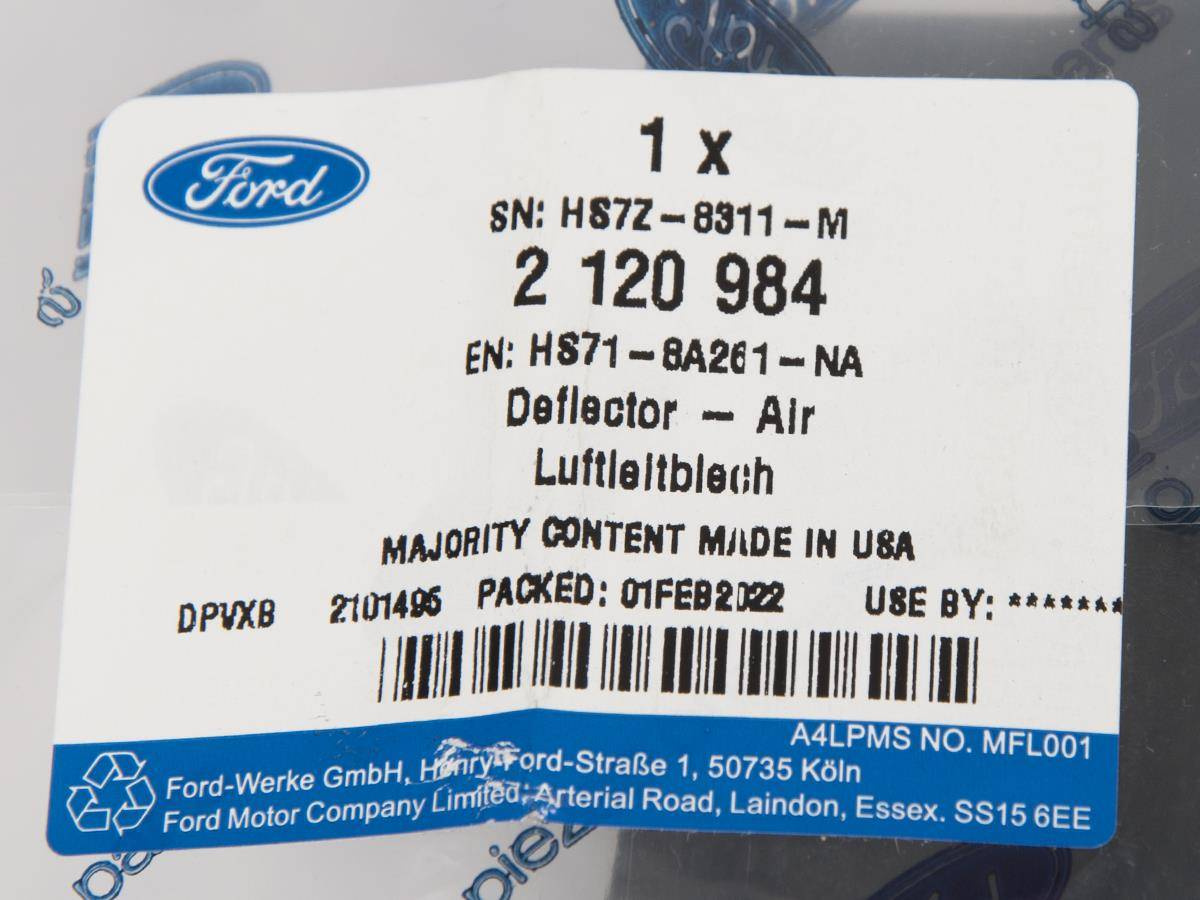 Ford
1 x
SN: HS7Z-8311-M
2 120 984
EN: HS71-8A261-NA
Deflector - Air
Luftleitblech
MAJORITY CONTENT MADE IN USA
DPVXB 2101495 PACKED: 01FEB2022 USE BY: *******
A4LPMS NO. MFL001
Ford-Werke GmbH, Henry-Ford-Straße 1, 50735 Köln
Ford Motor Company Limited, Arterial Road, Laindon, Essex. SS15 6EE